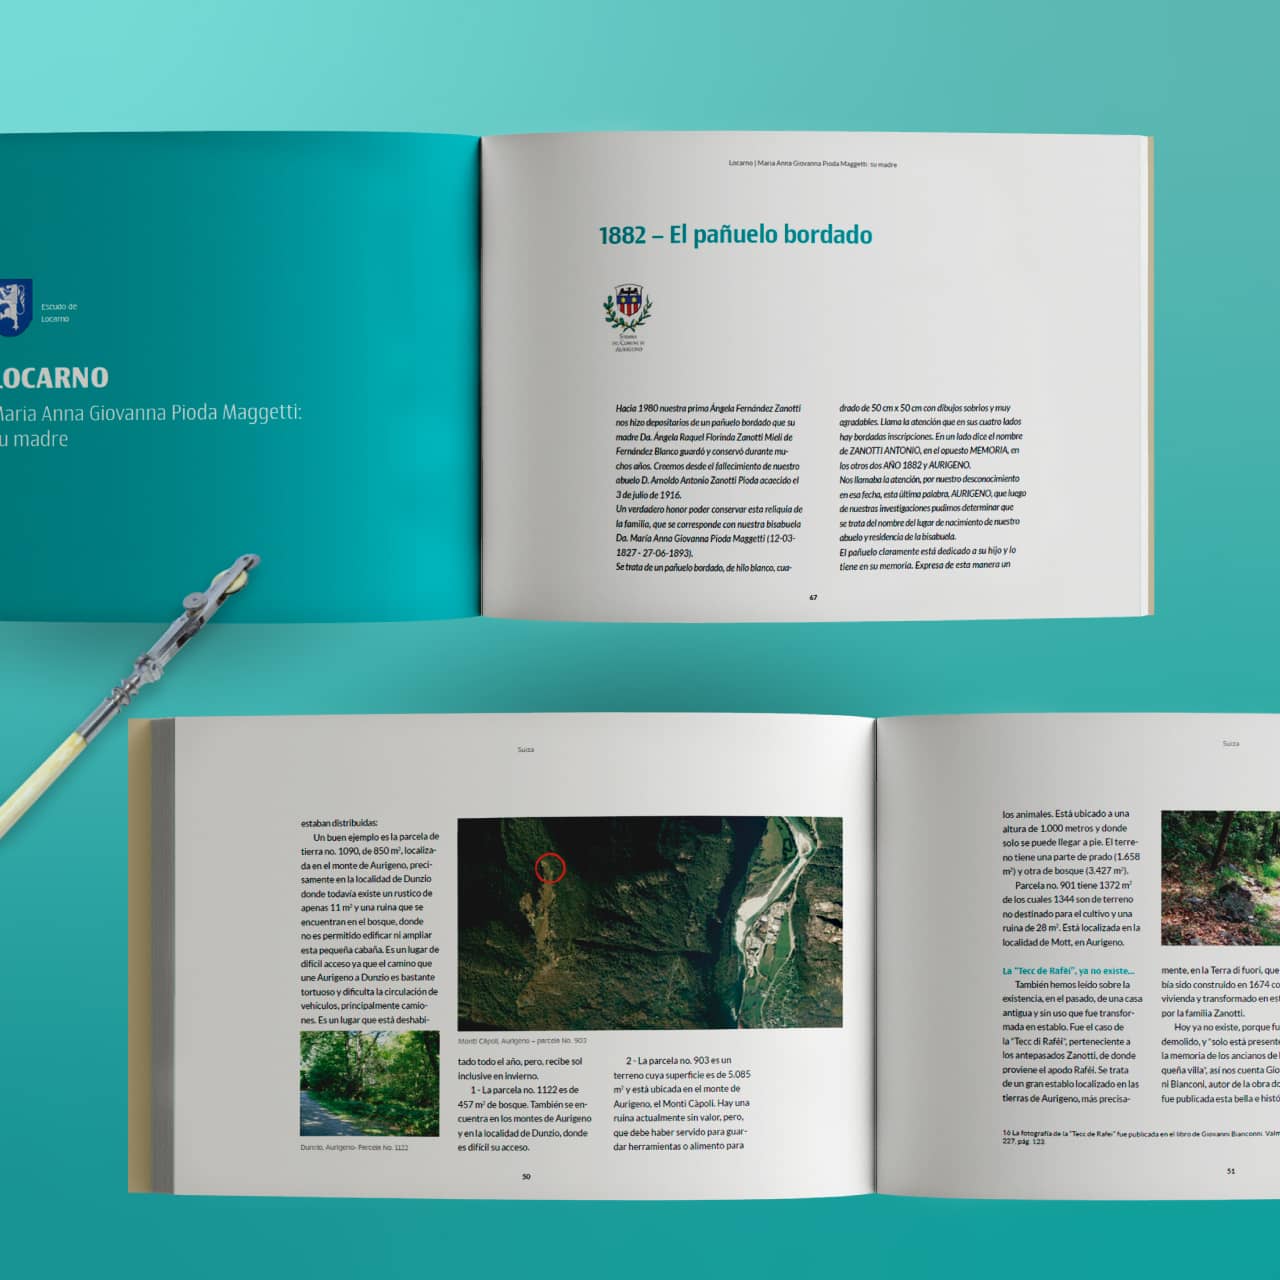 Escudo de
Locarno
LOCARNO
Maria Anna Giovanna Pioda Maggetti:
su madre
Locarno | Maria Anna Giovanna Pioda Maggetti: su madre
1882 – El pañuelo bordado
STEMMA
DEL COMUNE DI
AURIGENO
Hacia 1980 nuestra prima Ángela Fernández Zanotti
nos hizo depositarios de un pañuelo bordado que su
madre Da. Ángela Raquel Florinda Zanotti Mieli de
Fernández Blanco guardó y conservó durante mu-
chos años. Creemos desde el fallecimiento de nuestro
abuelo D. Arnoldo Antonio Zanotti Pioda acaecido el
3 de julio de 1916.
Un verdadero honor poder conservar esta reliquia de
la familia, que se corresponde con nuestra bisabuela
Da. María Anna Giovanna Pioda Maggetti (12-03-
1827 - 27-06-1893).
Se trata de un pañuelo bordado, de hilo blanco, cua-
drado de 50 cm x 50 cm con dibujos sobrios y muy
agradables. Llama la atención que en sus cuatro lados
hay bordadas inscripciones. En un lado dice el nombre
de ZANOTTI ANTONIO, en el opuesto MEMORIA, en
los otros dos AÑO 1882 y AURIGENO.
Nos llamaba la atención, por nuestro desconocimiento
en esa fecha, esta última palabra, AURIGENO, que luego
de nuestras investigaciones pudimos determinar que
se trata del nombre del lugar de nacimiento de nuestro
abuelo y residencia de la bisabuela.
El pañuelo claramente está dedicado a su hijo y lo
tiene en su memoria. Expresa de esta manera un
67
Suiza
estaban distribuidas:
Un buen ejemplo es la parcela de
tierra no. 1090, de 850 m², localiza-
da en el monte de Aurigeno, preci-
samente en la localidad de Dunzio
donde todavía existe un rustico de
apenas 11 m² y una ruina que se
encuentran en el bosque, donde
no es permitido edificar ni ampliar
esta pequeña cabaña. Es un lugar de
difícil acceso ya que el camino que
une Aurigeno a Dunzio es bastante
tortuoso y dificulta la circulación de
vehículos, principalmente camio-
nes. Es un lugar que está deshabi-
Dunzio, Aurigeno- Parcela No. 1122
Monti Càpoli, Aurigeno – parcela No. 903
tado todo el año, pero, recibe sol
inclusive en invierno.
1 - La parcela no. 1122 es de
457 m² de bosque. También se en-
cuentra en los montes de Aurigeno
y en la localidad de Dunzio, donde
es difícil su acceso.
2 - La parcela no. 903 es un
terreno cuya superficie es de 5.085
m² y está ubicada en el monte de
Aurigeno, el Monti Càpoli. Hay una
ruina actualmente sin valor, pero,
que debe haber servido para guar-
dar herramientas o alimento para
50
Suiza
los animales. Está ubicado a una
altura de 1.000 metros y donde
solo se puede llegar a pie. El terre-
no tiene una parte de prado (1.658
m²) y otra de bosque (3.427 m²).
Parcela no. 901 tiene 1372 m²
de los cuales 1344 son de terreno
no destinado para el cultivo y una
ruina de 28 m². Está localizada en la
localidad de Mott, en Aurigeno.
La "Tecc de Rafèi", ya no existe...
También hemos leído sobre la
existencia, en el pasado, de una casa
antigua y sin uso que fue transfor-
mada en establo. Fue el caso de
la "Tecc di Rafèi", perteneciente a
los antepasados Zanotti, de donde
proviene el apodo Rafèi. Se trata
de un gran establo localizado en las
tierras de Aurigeno, más precisa-
mente, en la Terra di fuori, que
bía sido construido en 1674 co
vivienda y transformado en est
por la familia Zanotti.
Hoy ya no existe, porque fu
demolido, y "solo está presente
la memoria de los ancianos de l
queña villa", así nos cuenta Gio
ni Bianconi, autor de la obra do
fue publicada esta bella e histó
16 La fotografía de la "Tecc de Rafei" fue publicada en el libro de Giovanni Bianconni. Valm
227, pág. 123.
51